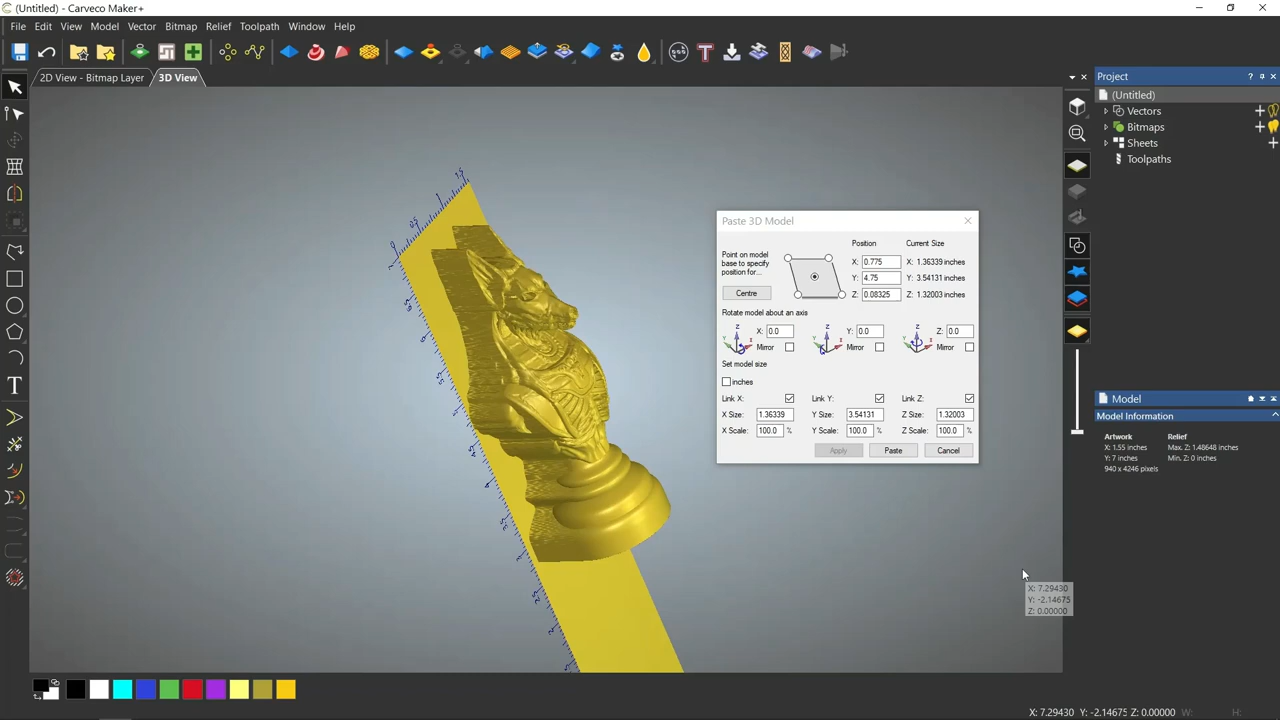 (Untitled) - Carveco Maker+
File Edit View Model Vector Bitmap Relief Toolpath Window Help
2D View - Bitmap Layer
3D View
Project
(Untitled)
Vectors
Bitmaps
Sheets
Toolpaths
Paste 3D Model
Point on model
base to specify
position for...
Centre
Position Current Size
X: 0.775 X: 1.36339 inches
Y: 4.75 Y: 3.54131 inches
Z: 0.08325 Z: 1.32003 inches
Rotate model about an axis
X: 0.0 Y: 0.0 Z: 0.0
Mirror Mirror Mirror
Set model size
inches
Link X: Link Y: Link Z:
X Size: 1.36339 Y Size: 3.54131 Z Size: 1.32003
X Scale: 100.0 % Y Scale: 100.0 % Z Scale: 100.0 %
Apply Paste Cancel
Model
Model Information
Artwork Relief
X: 1.55 inches Max. Z: 1.48648 inches
Y: 7 inches Min. Z: 0 inches
940 x 4246 pixels
X: 7.29430
Y: -2.14675
Z: 0.00000
X: 7.29430 Y: -2.14675 Z: 0.00000 W: H: